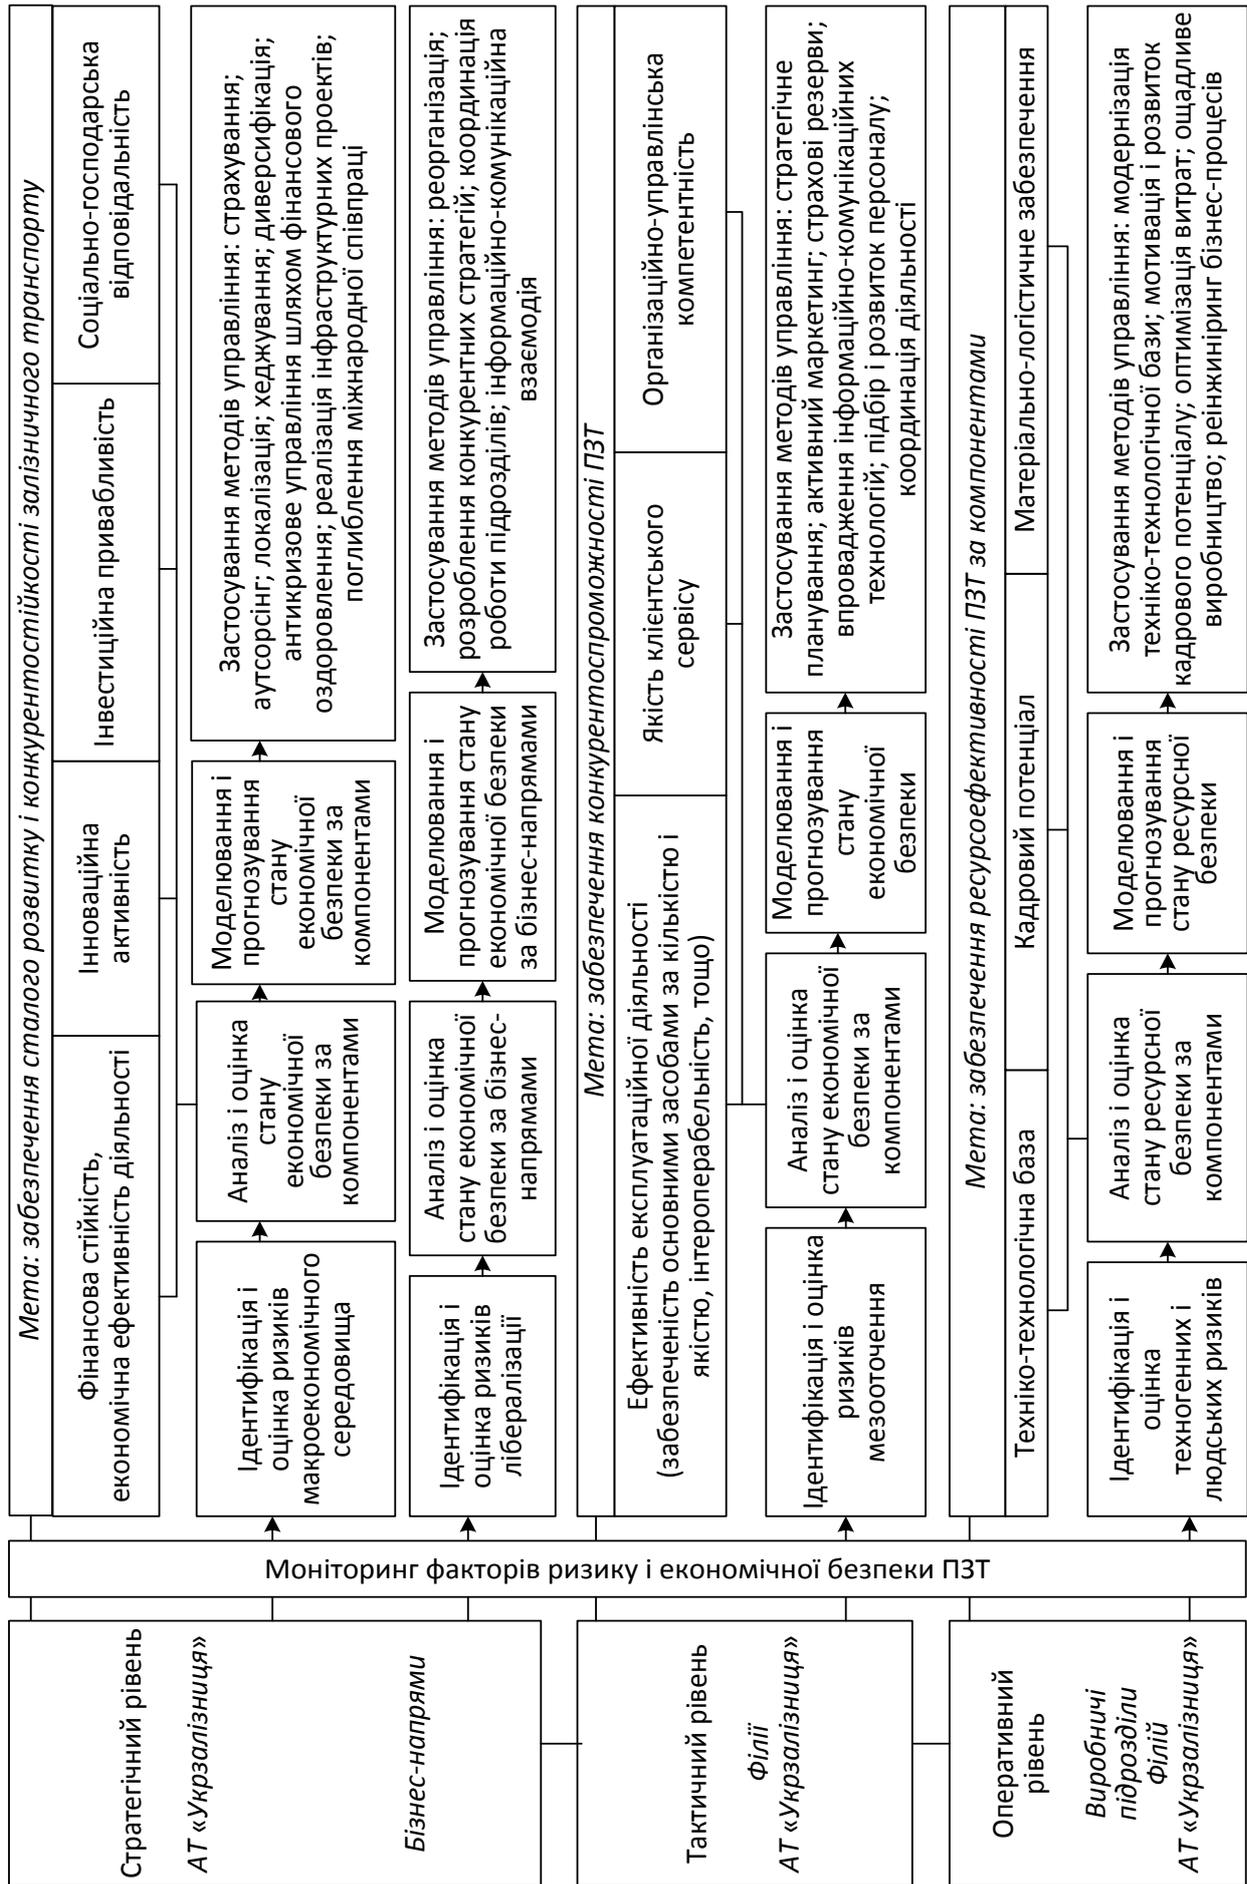 Стратегічний рівень
АТ «Укрзалізниця»
Бізнес-напрями
Тактичний рівень
Філії
АТ «Укрзалізниця»
Оперативний
рівень
Виробничі
підрозділи
філій
АТ «Укрзалізниця»
Моніторинг факторів ризику і економічної безпеки ПЗТ
Мета: забезпечення сталого розвитку і конкурентостійкості залізничного транспорту
Фінансова стійкість,
економічна ефективність діяльності
Інноваційна
активність
Інвестиційна привабливість
Соціально-господарська
відповідальність
Ідентифікація і
оцінка ризиків
макроекономічного
середовища
Аналіз і оцінка
стану
економічної
безпеки за
компонентами
Моделювання і
прогнозування
стану
економічної
безпеки за
компонентами
Застосування методів управління: страхування;
аутсорсінг; локалізація; хеджування; диверсифікація;
антикризове управління шляхом фінансового
оздоровлення; реалізація інфраструктурних проектів;
поглиблення міжнародної співпраці
Ідентифікація і
оцінка ризиків
лібералізації
Аналіз і оцінка
стану економічної
безпеки за бізнес-
напрямами
Моделювання і
прогнозування стану
економічної безпеки
за бізнес-напрямами
Застосування методів управління: реорганізація;
розроблення конкурентних стратегій; координація
роботи підрозділів; інформаційно-комунікаційна
взаємодія
Мета: забезпечення конкурентоспроможності ПЗТ
Ефективність експлуатаційної діяльності
(забезпеченість основними засобами за кількістю і
якістю, інтероперабельність, тощо)
Якість клієнтського
сервісу
Організаційно-управлінська
компетентність
Ідентифікація і оцінка
ризиків
мезооточення
Аналіз і оцінка
стану економічної
безпеки за
компонентами
Моделювання і
прогнозування
стану
економічної
безпеки
Застосування методів управління: стратегічне
планування; активний маркетинг; страхові резерви;
впровадження інформаційно-комунікаційних
технологій; підбір і розвиток персоналу;
координація діяльності
Мета: забезпечення ресурсоефективності ПЗТ за компонентами
Техніко-технологічна база
Кадровий потенціал
Матеріально-логістичне забезпечення
Ідентифікація і
оцінка
техногенних і
людських ризиків
Аналіз і оцінка
стану ресурсної
безпеки за
компонентами
Моделювання і
прогнозування
стану ресурсної
безпеки
Застосування методів управління: модернізація
техніко-технологічної бази; мотивація і розвиток
кадрового потенціалу; оптимізація витрат; ощадливе
виробництво; реінжиніринг бізнес-процесів